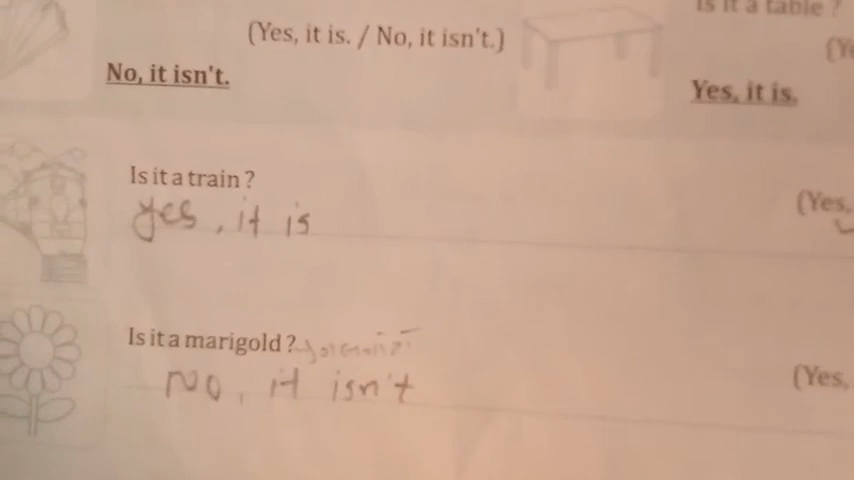 Is it a table ?
(Yes, it is. / No, it isn't.)
No, it isn't.
Yes, it is.
Is it a train ?
(Yes,
yes, it is
Is it a marigold ?
(Yes,
No, it isn't